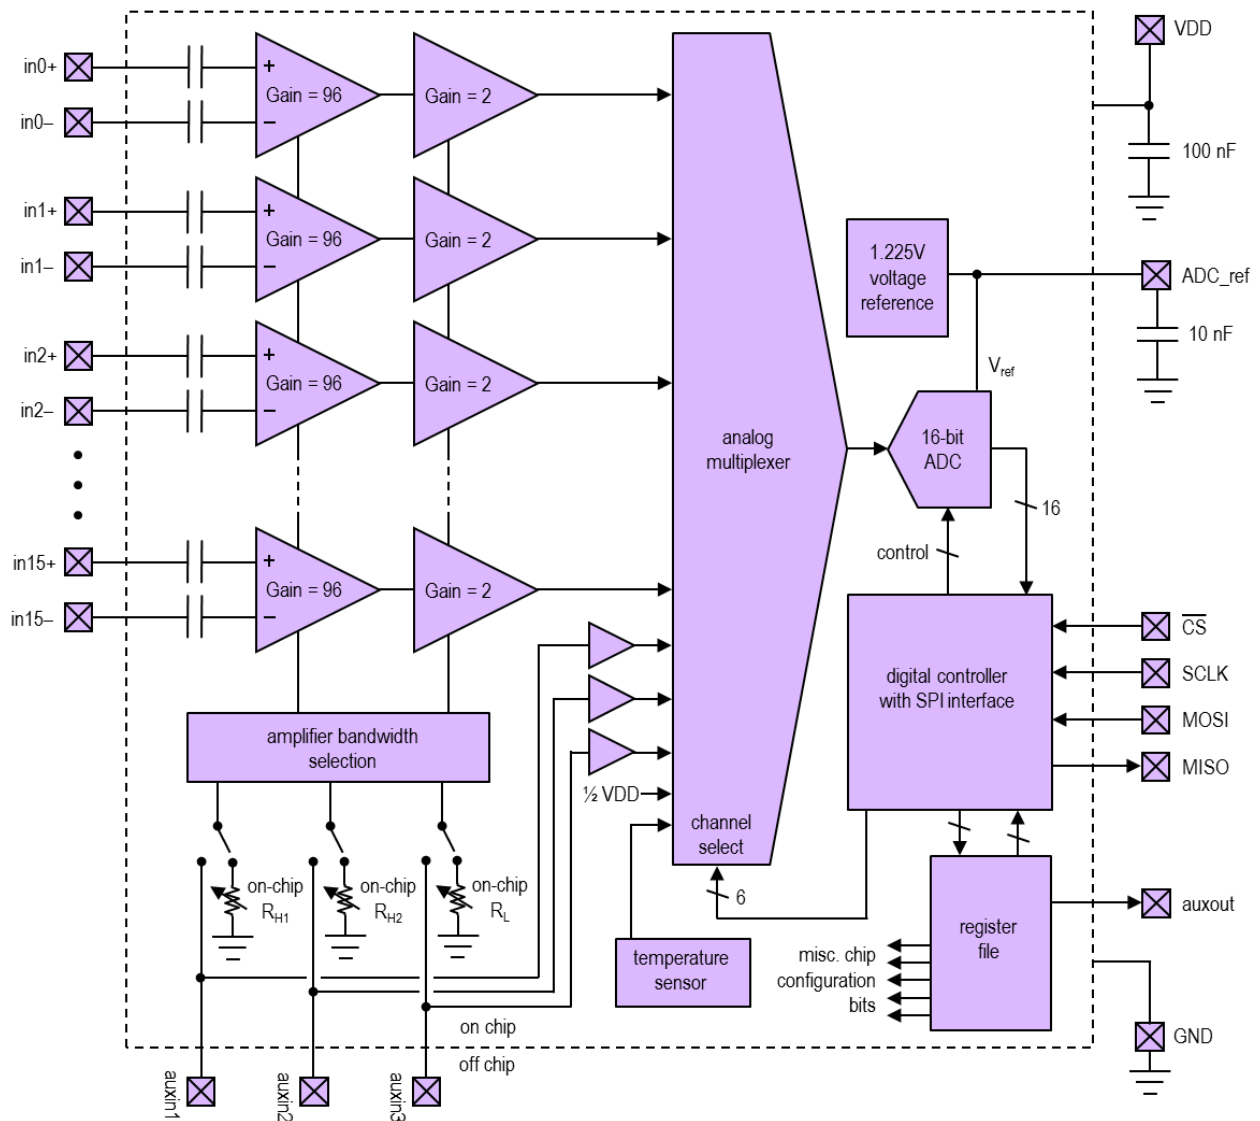 VDD
in0+
+
Gain = 96
Gain = 2
in0–
–
100 nF
in1+
+
Gain = 96
Gain = 2
in1–
–
1.225V
voltage
reference
ADC_ref
10 nF
in2+
+
Gain = 96
Gain = 2
in2–
–
Vref
analog
multiplexer
16-bit
ADC
16
control
in15+
+
Gain = 96
Gain = 2
in15–
–
CS
SCLK
MOSI
MISO
digital controller
with SPI interface
amplifier bandwidth
selection
½ VDD
channel
select
6
on-chip
RH1
on-chip
RH2
on-chip
RL
temperature
sensor
register
file
auxout
misc. chip
configuration
bits
on chip
off chip
GND
auxin1
auxin2
auxin3